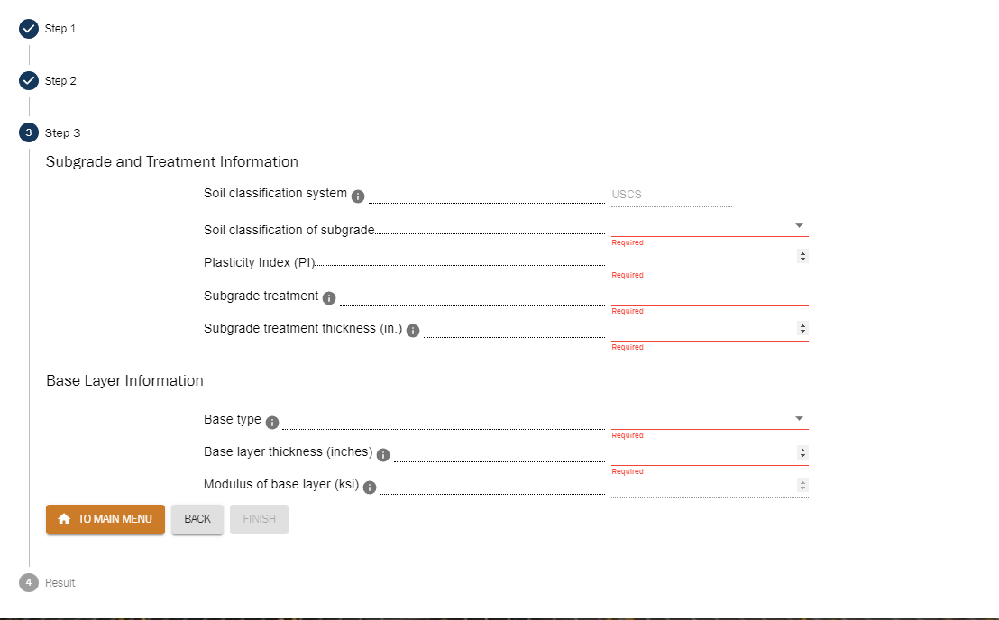 Step 1
Step 2
3 Step 3
Subgrade and Treatment Information
Soil classification system USCS
Soil classification of subgrade
Required
Plasticity Index (PI)
Required
Subgrade treatment
Required
Subgrade treatment thickness (in.)
Required
Base Layer Information
Base type
Required
Base layer thickness (inches)
Required
Modulus of base layer (ksi)
TO MAIN MENU BACK FINISH
4 Result